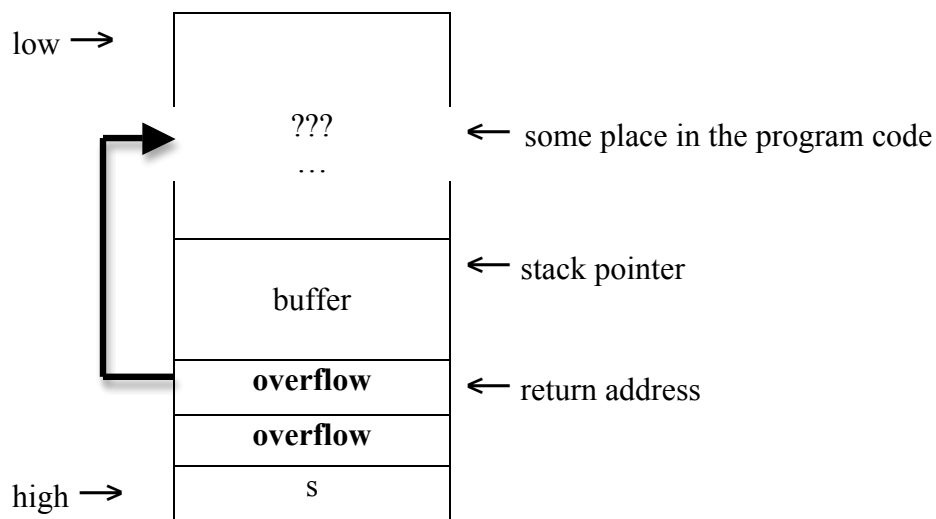 low →
???
← some place in the program code
…
← stack pointer
buffer
overflow
← return address
overflow
s
high →